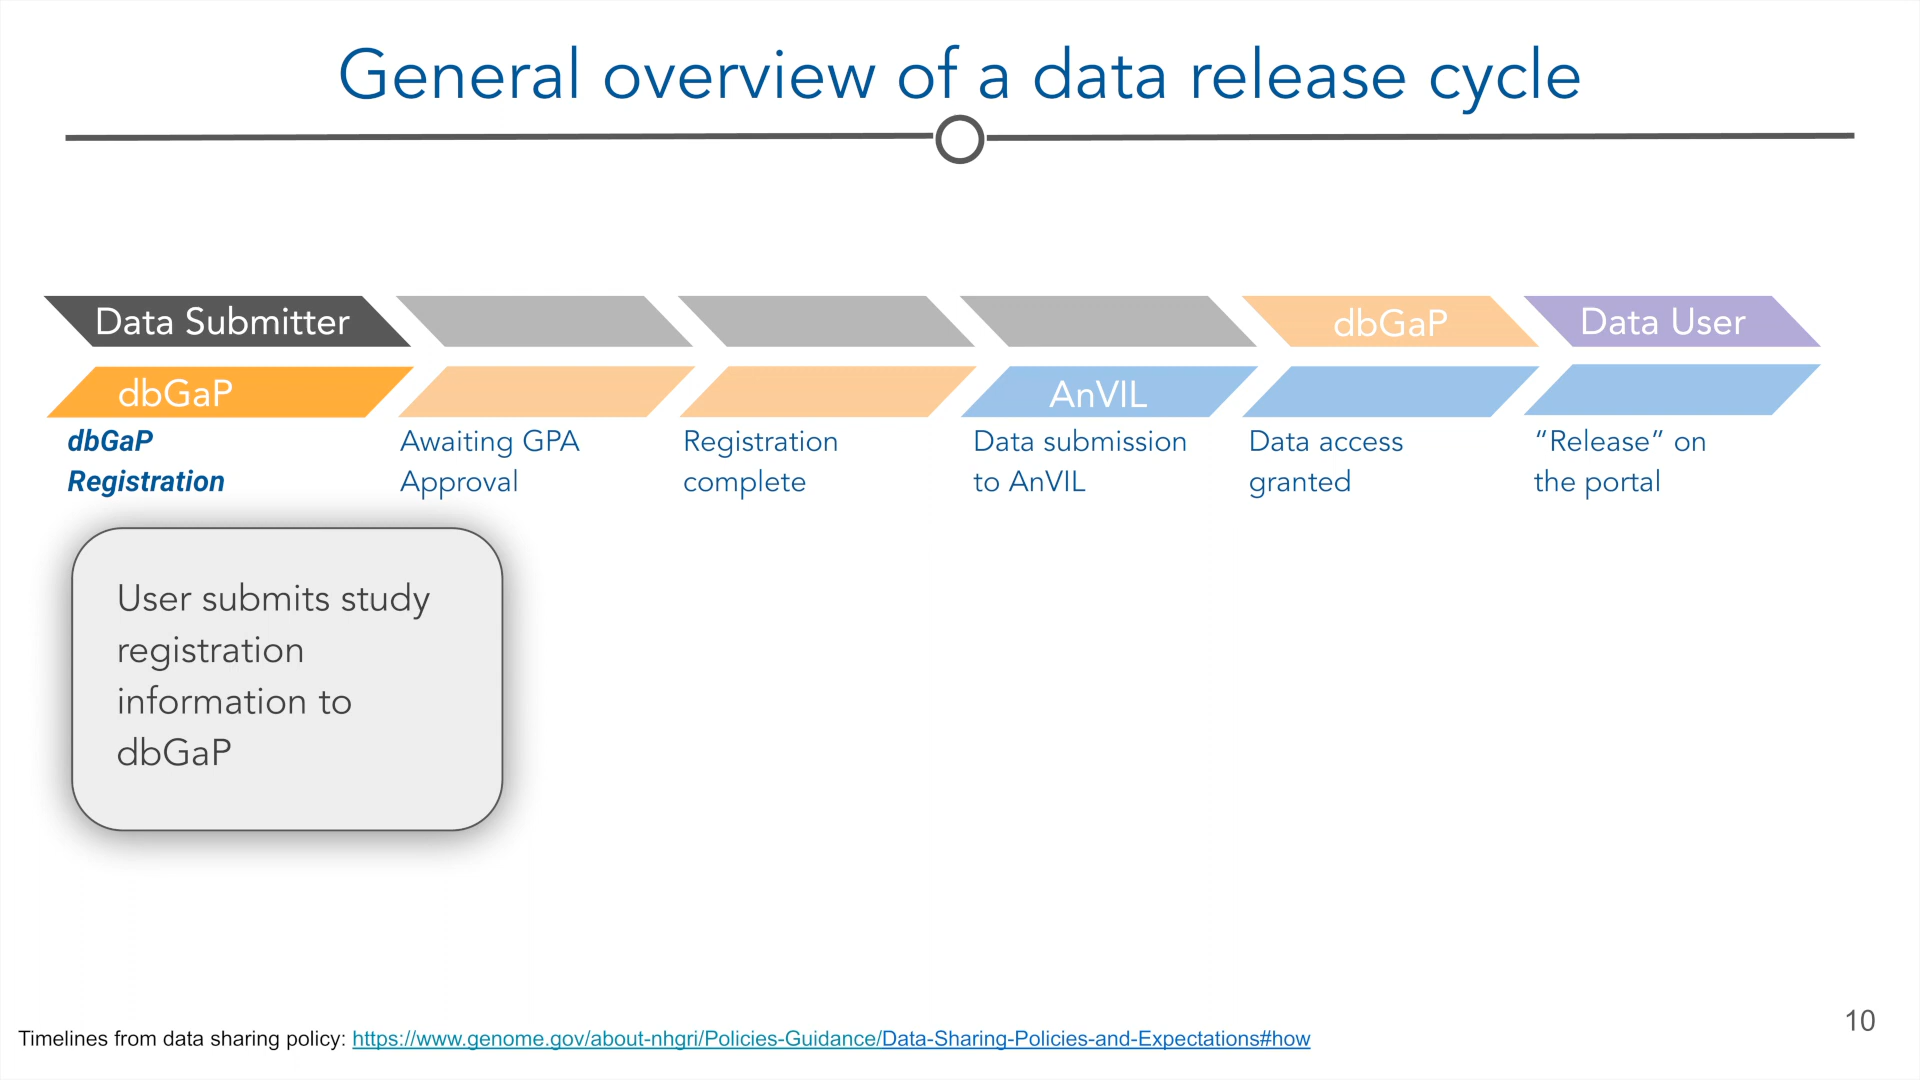 General overview of a data release cycle
Data Submitter
dbGaP
Data User
dbGaP
AnVIL
dbGaP
Registration
Awaiting GPA
Approval
Registration
complete
Data submission
to AnVIL
Data access
granted
“Release” on
the portal
User submits study
registration
information to
dbGaP
Timelines from data sharing policy: https://www.genome.gov/about-nhgri/Policies-Guidance/Data-Sharing-Policies-and-Expectations#how
10